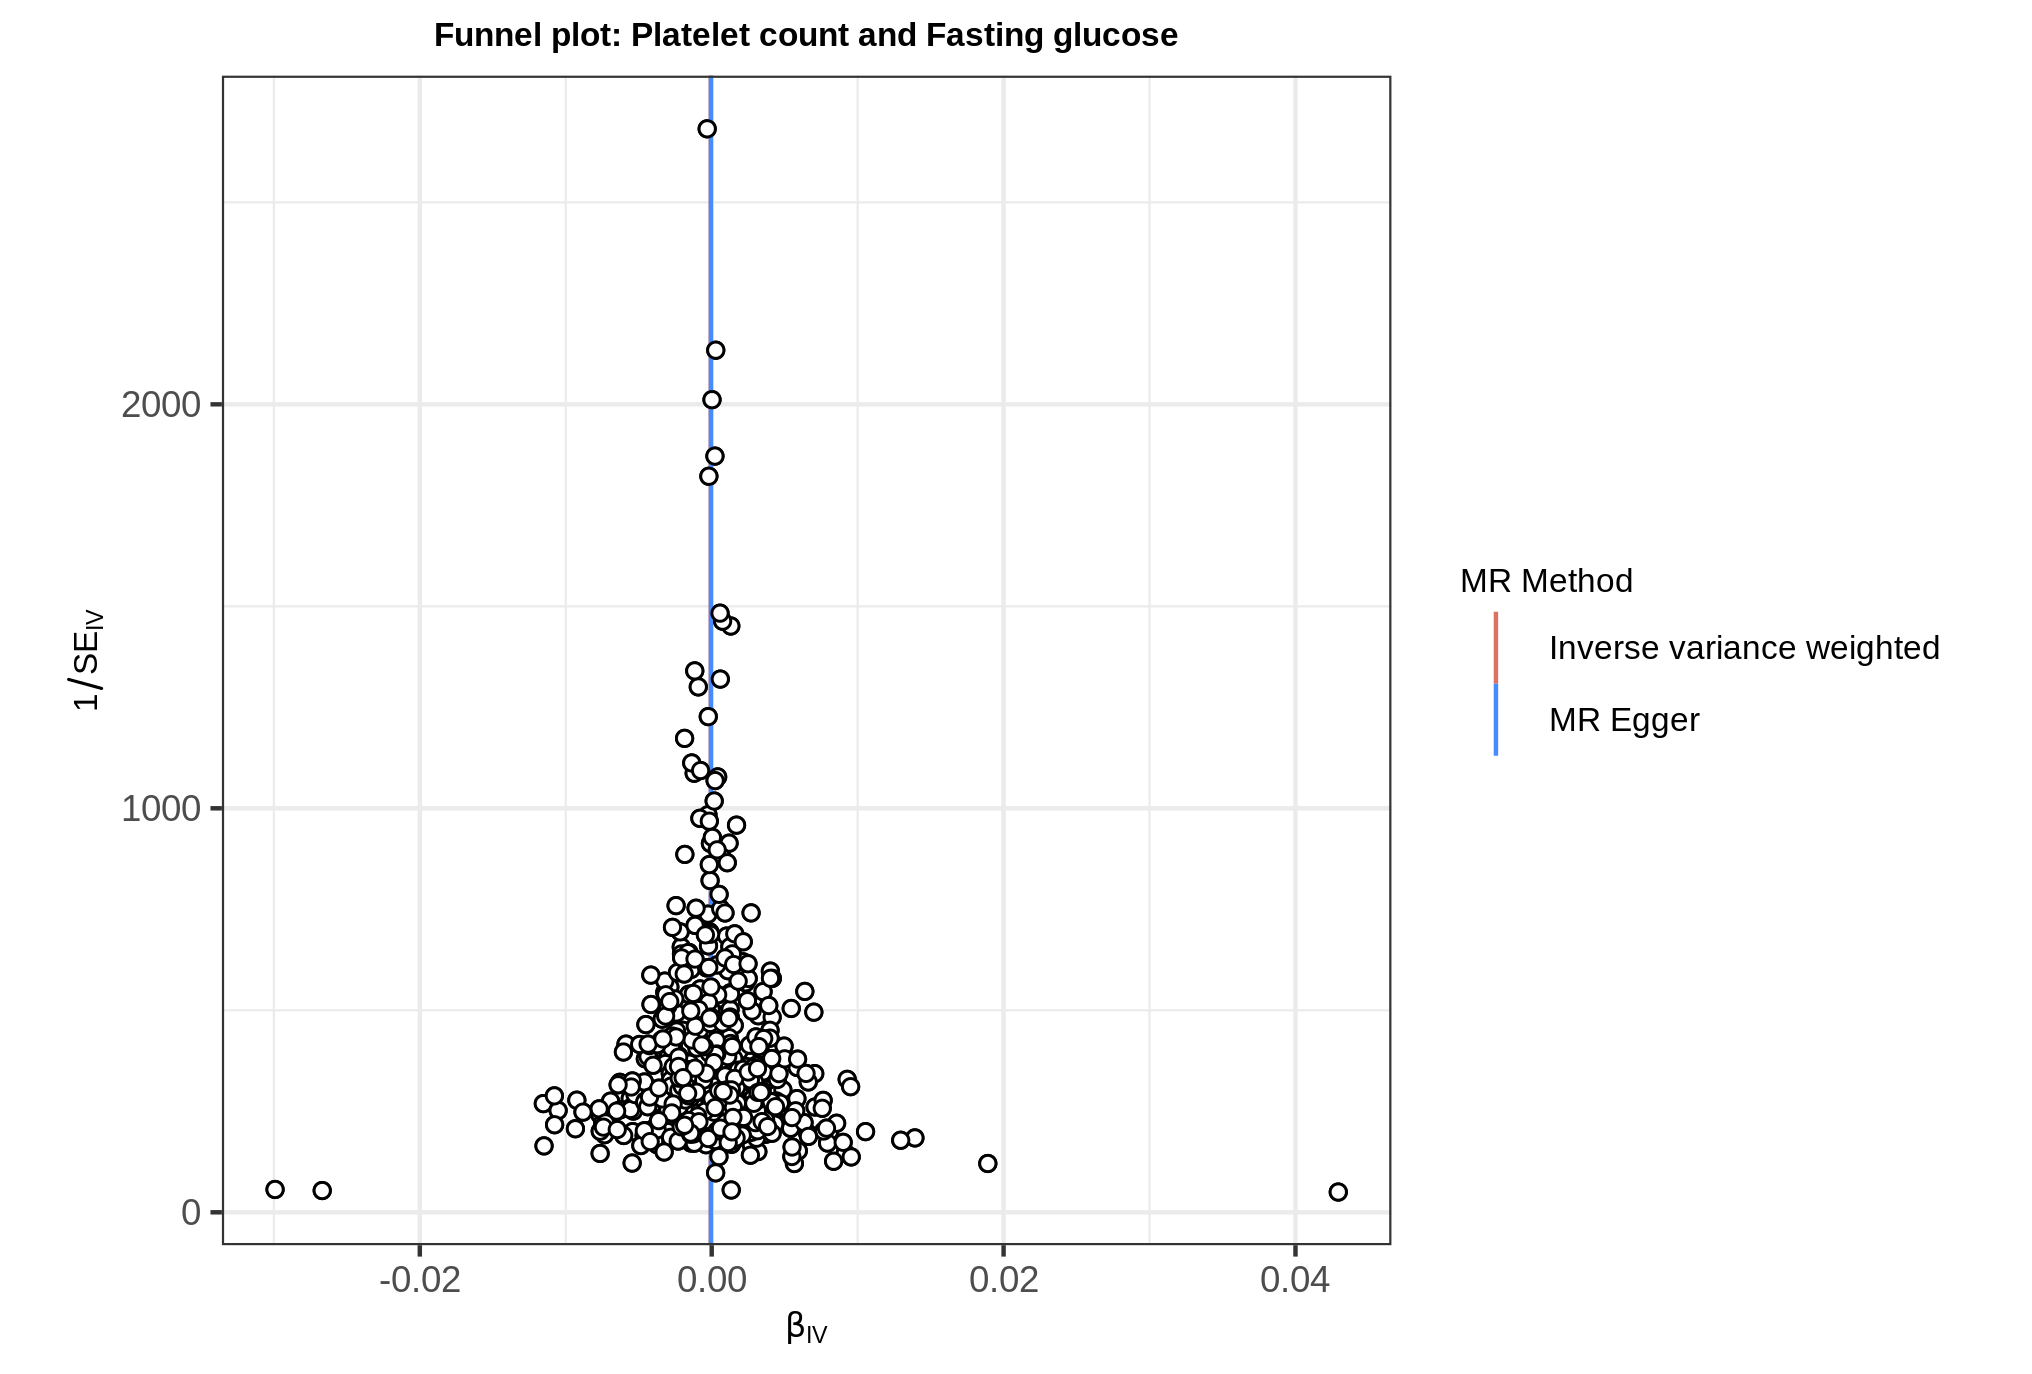 Funnel plot: Platelet count and Fasting glucose
2000
1000
0
1/SEIV
-0.02 0.00 0.02 0.04
βIV
MR Method
Inverse variance weighted
MR Egger